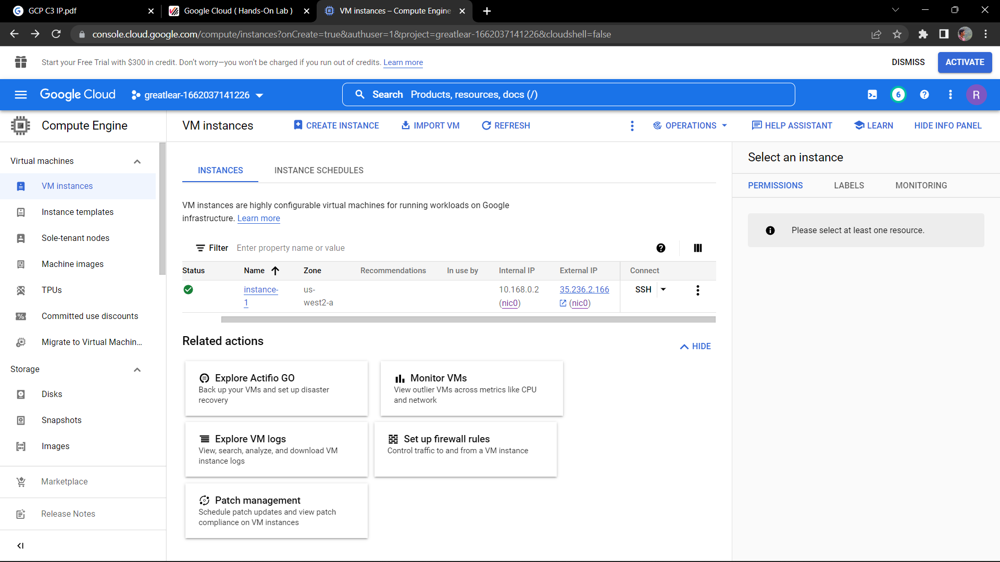 GCP C3 IP.pdf
Google Cloud ( Hands-On Lab )
VM instances – Compute Engine
console.cloud.google.com/compute/instances?onCreate=true&authuser=1&project=greatlear-1662037141226&cloudshell=false
Start your Free Trial with $300 in credit. Don't worry—you won't be charged if you run out of credits. Learn more
DISMISS
ACTIVATE
Google Cloud
greatlear-1662037141226
Search Products, resources, docs (/)
6
R
Compute Engine
VM instances
CREATE INSTANCE
IMPORT VM
REFRESH
OPERATIONS
HELP ASSISTANT
LEARN
HIDE INFO PANEL
Virtual machines
VM instances
Instance templates
Sole-tenant nodes
Machine images
TPUs
Committed use discounts
Migrate to Virtual Machin...
Storage
Disks
Snapshots
Images
Marketplace
Release Notes
INSTANCES
INSTANCE SCHEDULES
VM instances are highly configurable virtual machines for running workloads on Google
infrastructure. Learn more
Filter Enter property name or value
Status Name Zone Recommendations In use by Internal IP External IP Connect
instance- us- 10.168.0.2 35.236.2.166 SSH
1 west2-a (nic0) (nic0)
Related actions
HIDE
Explore Actifio GO
Back up your VMs and set up disaster
recovery
Monitor VMs
View outlier VMs across metrics like CPU
and network
Explore VM logs
View, search, analyze, and download VM
instance logs
Set up firewall rules
Control traffic to and from a VM instance
Patch management
Schedule patch updates and view patch
compliance on VM instances
Select an instance
PERMISSIONS
LABELS
MONITORING
Please select at least one resource.